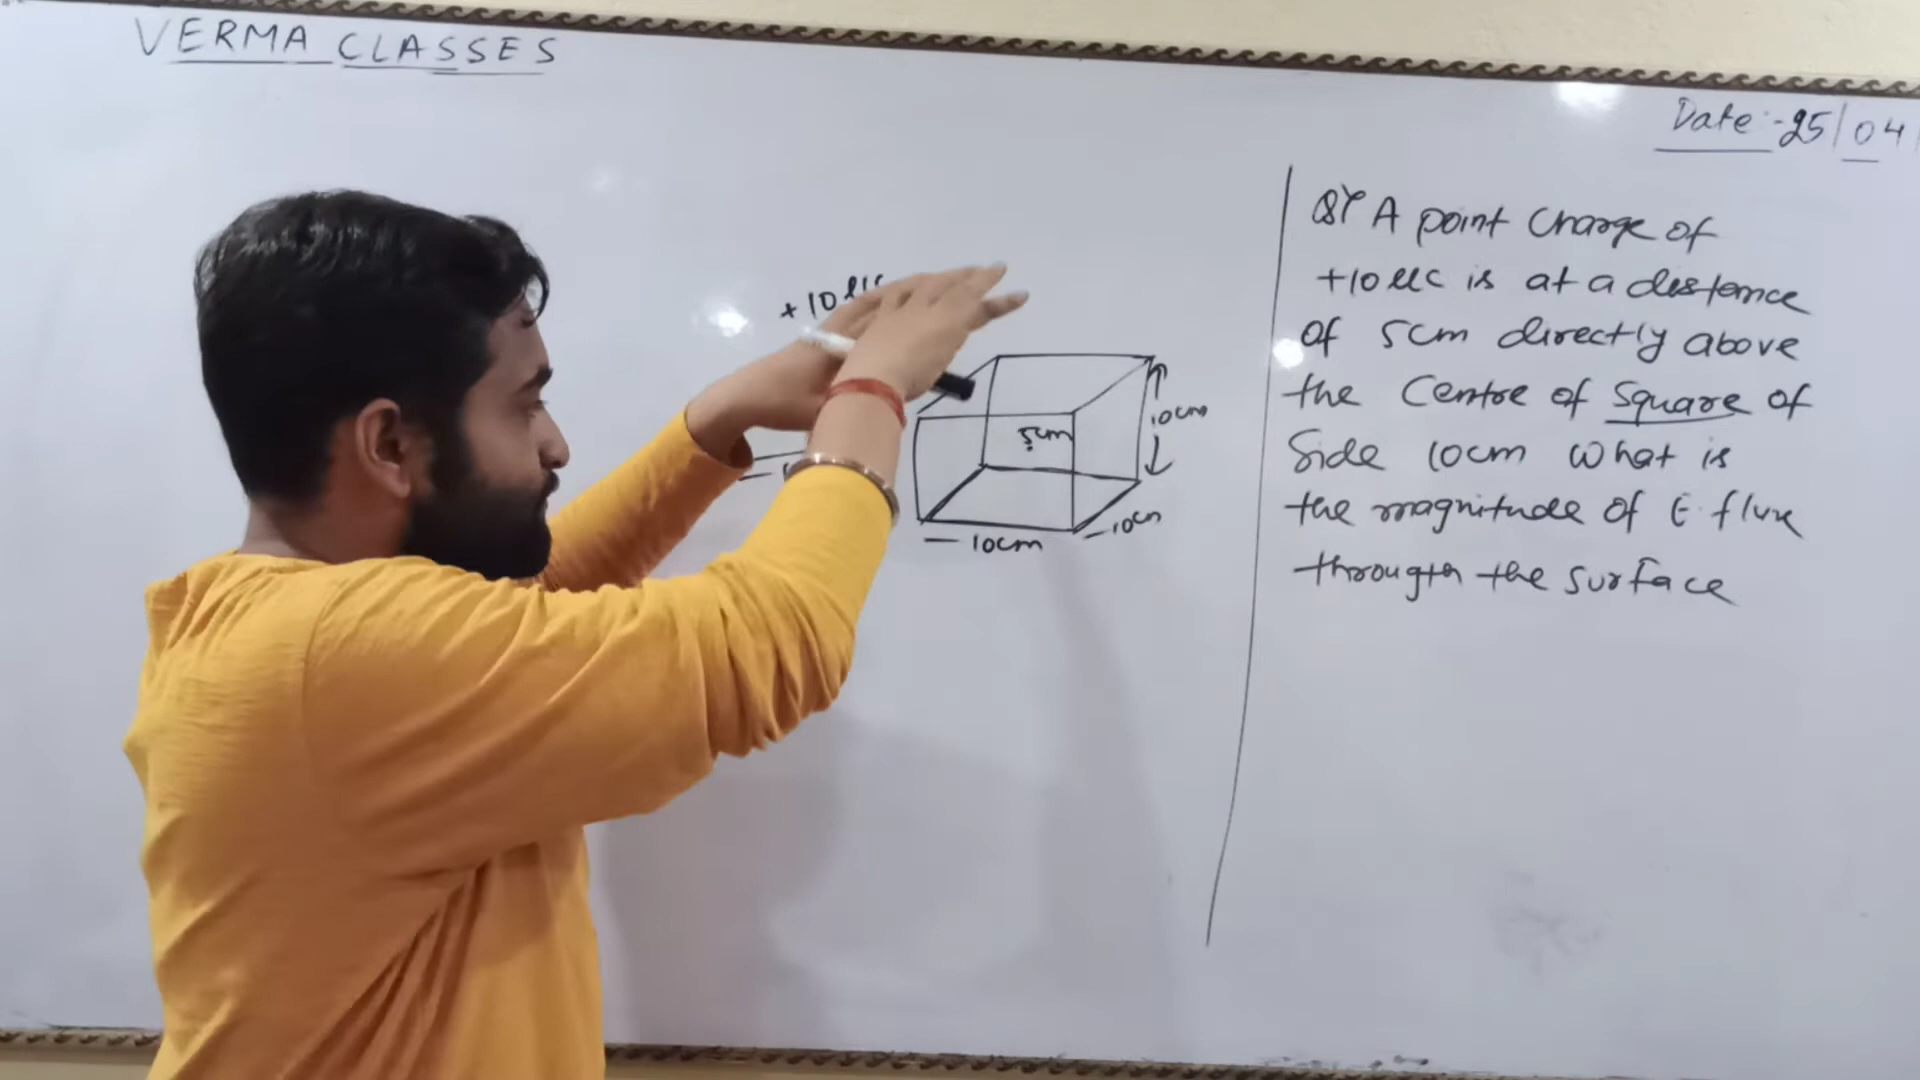 VERMA CLASSES
Date:-25/04
+10μC
5cm
10cm
10cm
10cm
Q⇒ A point Charge of
+10μC is at a distance
of 5cm directly above
the Centre of Square of
Side 10cm What is
the magnitude of E. flux
through the Surface